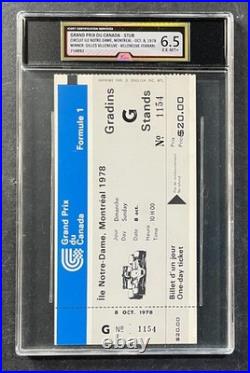 GRAND PRIX DU CANADA - STUB
CIRCUIT ILE NOTRE-DAME, MONTREAL - OCT. 8, 1978
WINNER: GILLES VILLENEUVE - VILLENEUVE FERRARI
6.5
EX-MT+
Formule 1
Grand Prix
du
Canada
Île Notre-Dame, Montréal 1978
Gradins
G
Stands
Nº 1154
Prix
Price
$20.00
Jour Dimanche
Day Sunday
Date 8 oct.
Heure 10H00
Hour
Billet d'un jour
One-day ticket
8 OCT. 1978
G Nº 1154
$20.00